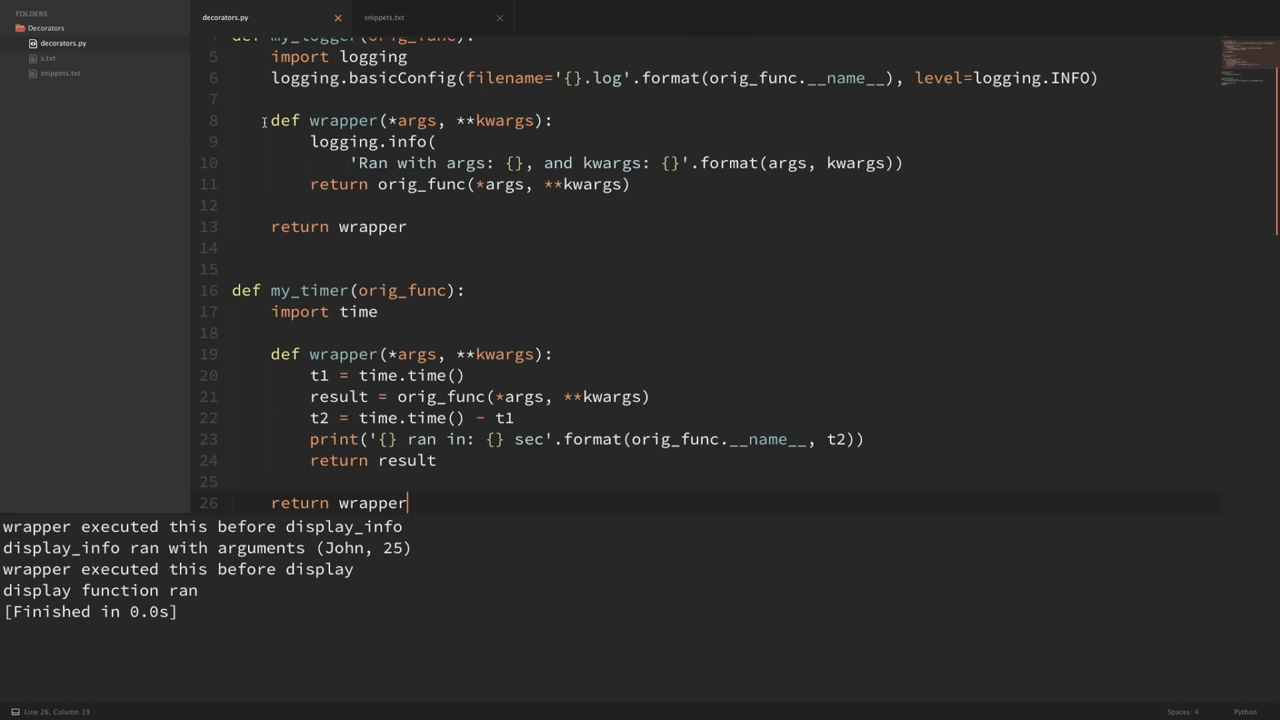 FOLDERS
Decorators
decorators.py
s.txt
snippets.txt
decorators.py ×
snippets.txt ×
4 def my_logger(orig_func):
5 import logging
6 logging.basicConfig(filename='{}.log'.format(orig_func.__name__), level=logging.INFO)
7
8 def wrapper(*args, **kwargs):
9 logging.info(
10 'Ran with args: {}, and kwargs: {}'.format(args, kwargs))
11 return orig_func(*args, **kwargs)
12
13 return wrapper
14
15
16 def my_timer(orig_func):
17 import time
18
19 def wrapper(*args, **kwargs):
20 t1 = time.time()
21 result = orig_func(*args, **kwargs)
22 t2 = time.time() - t1
23 print('{} ran in: {} sec'.format(orig_func.__name__, t2))
24 return result
25
26 return wrapper
wrapper executed this before display_info
display_info ran with arguments (John, 25)
wrapper executed this before display
display function ran
[Finished in 0.0s]
Line 26, Column 19
Spaces: 4
Python